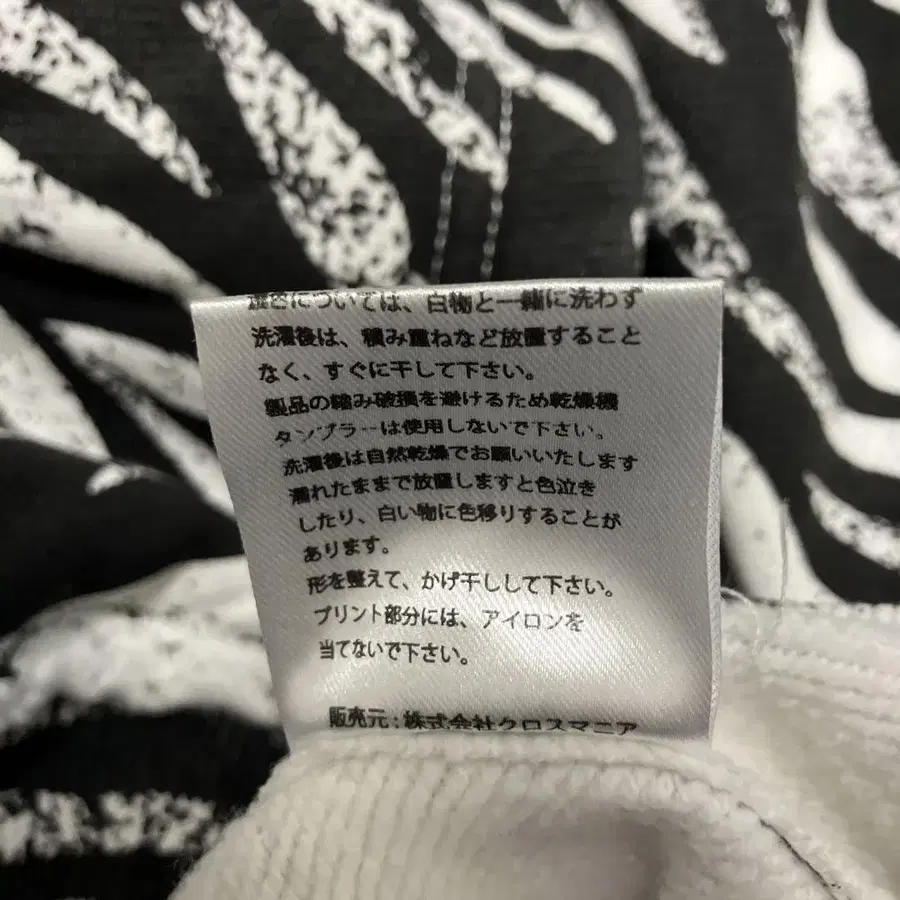 については、白物と一緒に洗わず
洗濯後は、積み重ねなど放置すること
なく、すぐに干して下さい。
製品の縮み破損を避けるため乾燥機
タンブラーは使用しないで下さい。
洗濯後は自然乾燥でお願いいたします
濡れたままで放置しますと色泣き
したり、白い物に色移りすることが
あります。
形を整えて、かげ干しして下さい。
プリント部分には、アイロンを
当てないで下さい。
販売元:株式会社クロスマニア